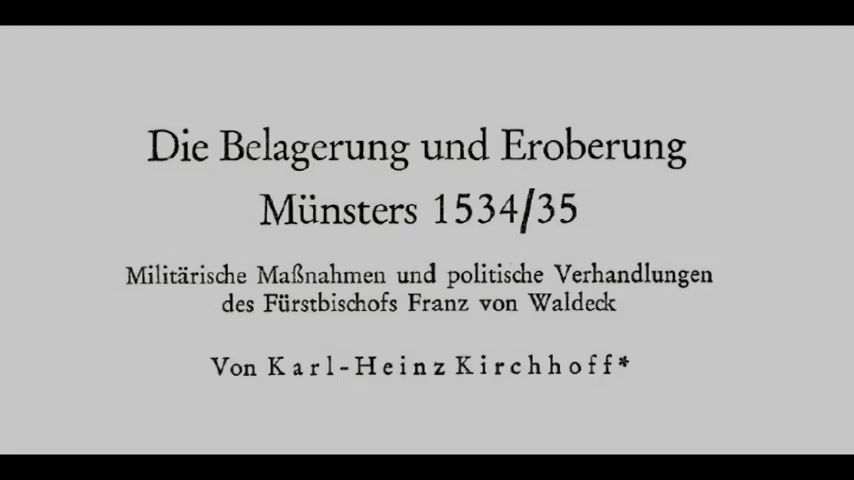 Die Belagerung und Eroberung
Münsters 1534/35
Militärische Maßnahmen und politische Verhandlungen
des Fürstbischofs Franz von Waldeck
Von Karl-Heinz Kirchhoff*